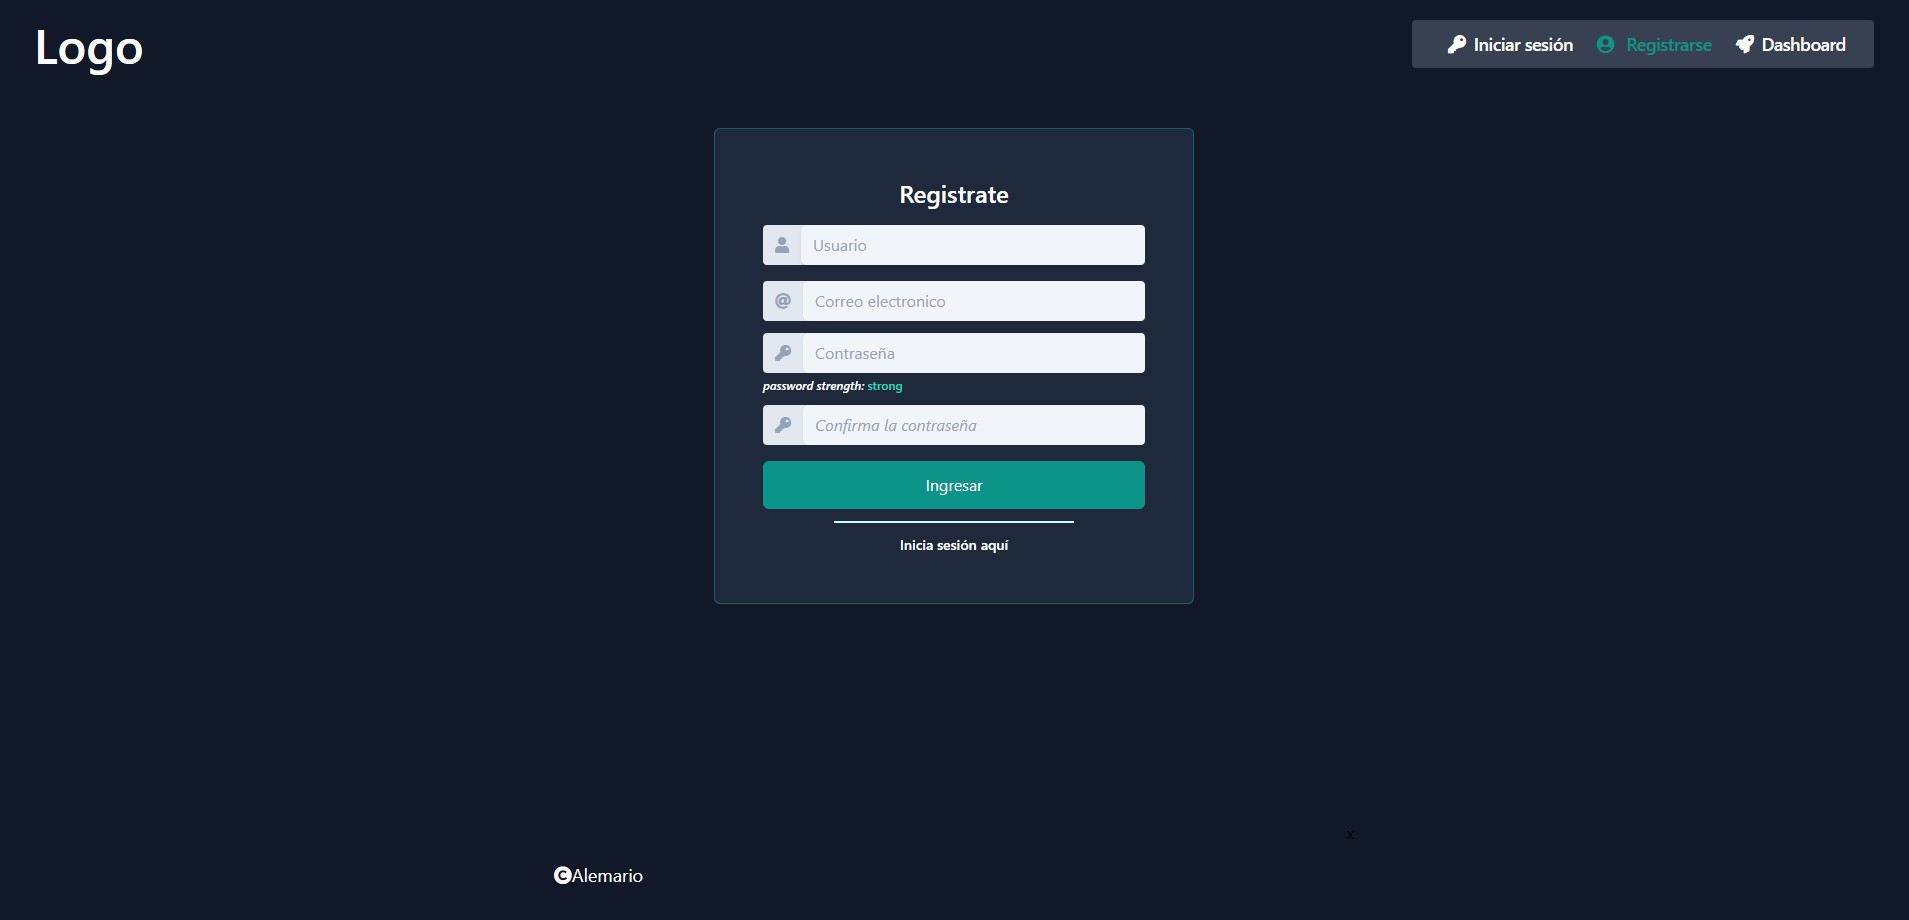 Logo
Iniciar sesión
Registrarse
Dashboard
Registrate
Usuario
Correo electronico
Contraseña
password strength: strong
Confirma la contraseña
Ingresar
Inicia sesión aquí
x
©Alemario